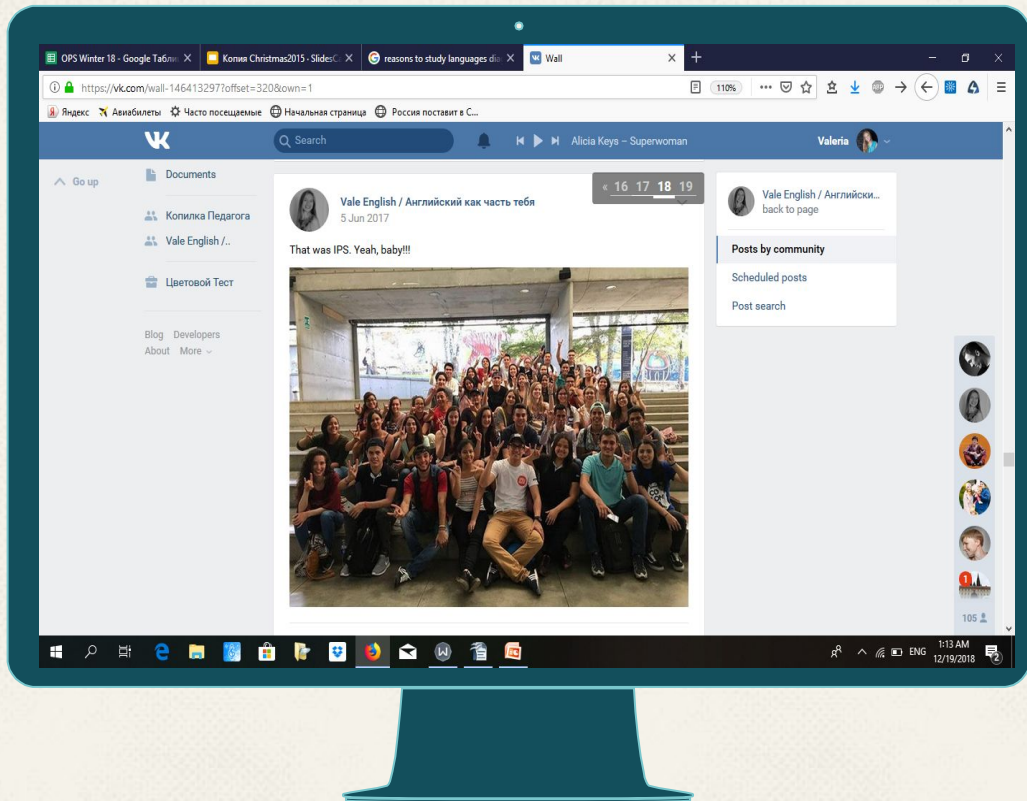 OPS Winter 18 - Google Табли
Копия Christmas2015 - SlidesCa
reasons to study languages dia
Wall
https://vk.com/wall-146413297?offset=320&own=1
110%
ABP
Яндекс
Авиабилеты
Часто посещаемые
Начальная страница
Россия поставит в С...
Search
Alicia Keys – Superwoman
Valeria
Go up
Documents
Копилка Педагога
Vale English /..
Цветовой Тест
Blog Developers
About More
Vale English / Английский как часть тебя
5 Jun 2017
« 16 17 18 19
That was IPS. Yeah, baby!!!
Vale English / Английски...
back to page
Posts by community
Scheduled posts
Post search
1
105
ENG
1:13 AM
12/19/2018
2